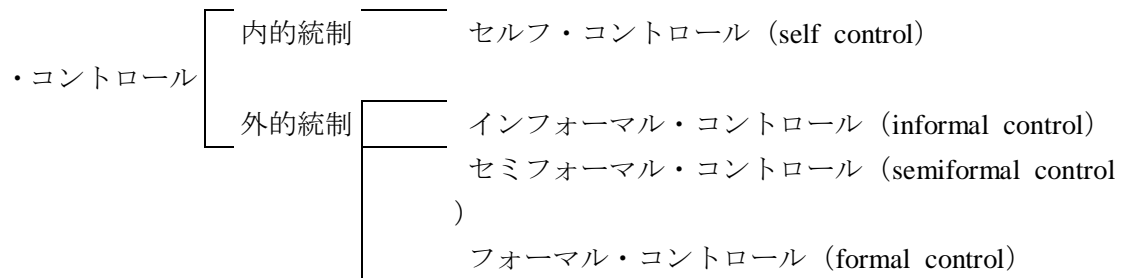 内的統制 セルフ・コントロール（self control）
・コントロール
外的統制 インフォーマル・コントロール（informal control）
セミフォーマル・コントロール（semiformal control
）
フォーマル・コントロール（formal control）